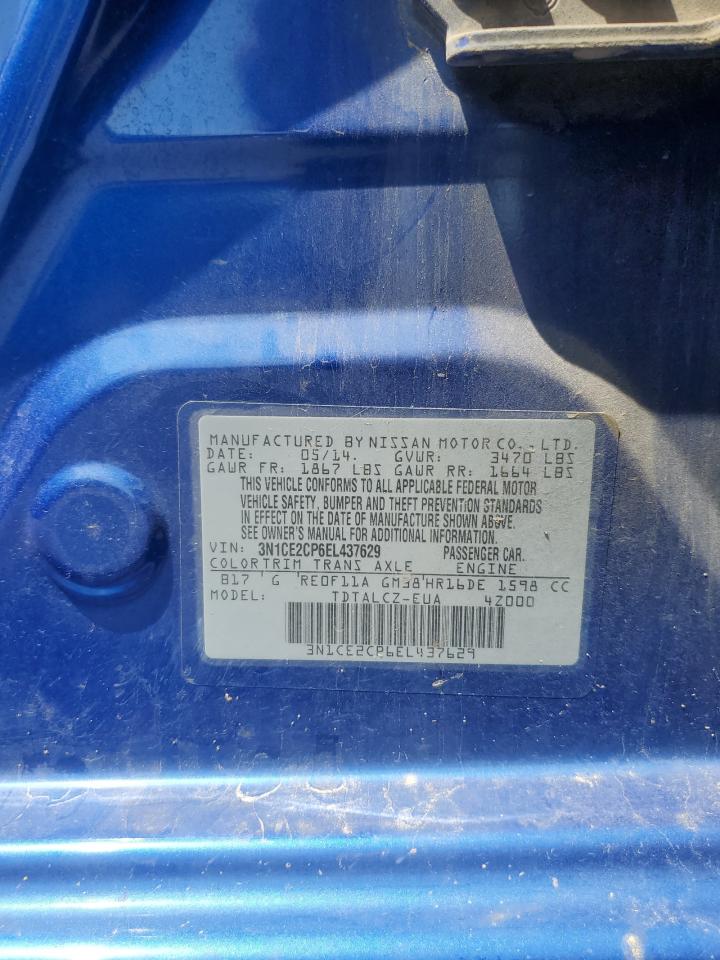 MANUFACTURED BY NISSAN MOTOR CO., LTD.
DATE: 05/14. GVWR: 3470 LBS
GAWR FR: 1867 LBS GAWR RR: 1664 LBS
THIS VEHICLE CONFORMS TO ALL APPLICABLE FEDERAL MOTOR
VEHICLE SAFETY, BUMPER AND THEFT PREVENTION STANDARDS
IN EFFECT ON THE DATE OF MANUFACTURE SHOWN ABOVE.
SEE OWNER'S MANUAL FOR ADDITIONAL INFORMATION.
VIN: 3N1CE2CP6EL437629 PASSENGER CAR.
COLOR TRIM TRANS AXLE ENGINE
B17 'G 'RE0F11A GM38'HR16DE 1598 CC
MODEL: TDTALCZ-EUA 4Z000
3N1CE2CP6EL437629